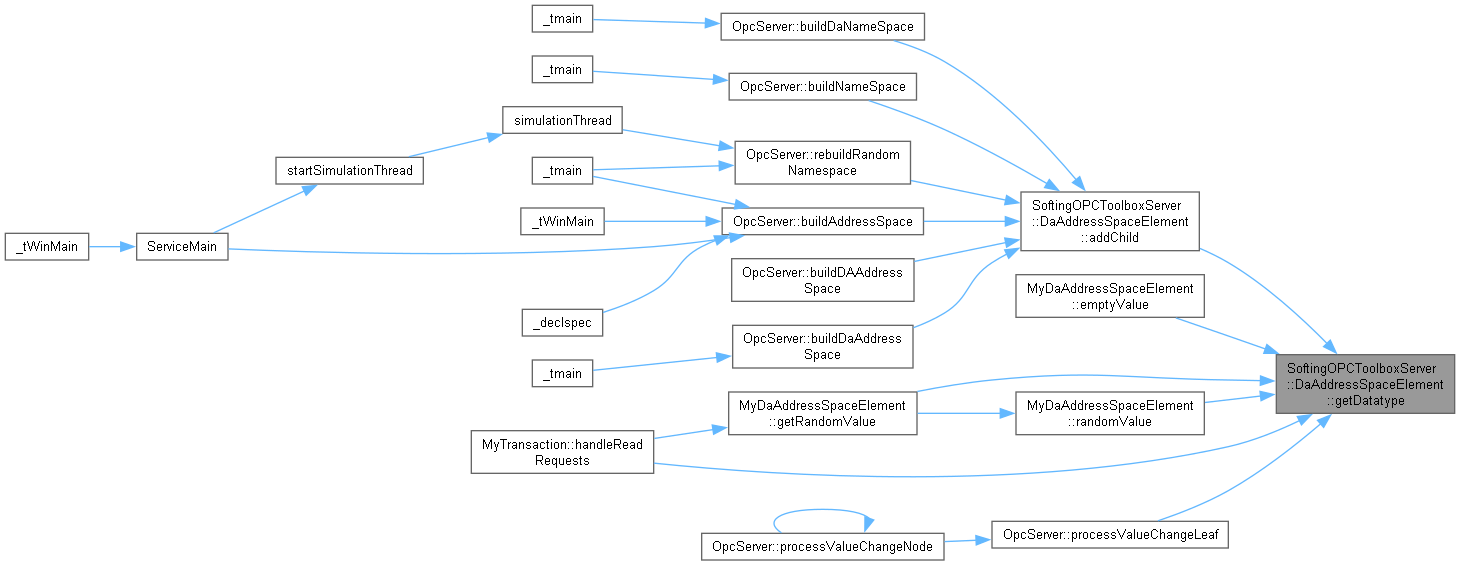 _tmain
OpcServer::buildDaNameSpace
_tmain
OpcServer::buildNameSpace
simulationThread
OpcServer::rebuildRandom
Namespace
startSimulationThread
_tmain
SoftingOPCToolboxServer
::DaAddressSpaceElement
::addChild
_tWinMain
OpcServer::buildAddressSpace
_tWinMain
ServiceMain
OpcServer::buildDAAddress
Space
MyDaAddressSpaceElement
::emptyValue
_declspec
OpcServer::buildDaAddress
Space
_tmain
SoftingOPCToolboxServer
::DaAddressSpaceElement
::getDatatype
MyDaAddressSpaceElement
::getRandomValue
MyDaAddressSpaceElement
::randomValue
MyTransaction::handleRead
Requests
OpcServer::processValueChangeNode
OpcServer::processValueChangeLeaf